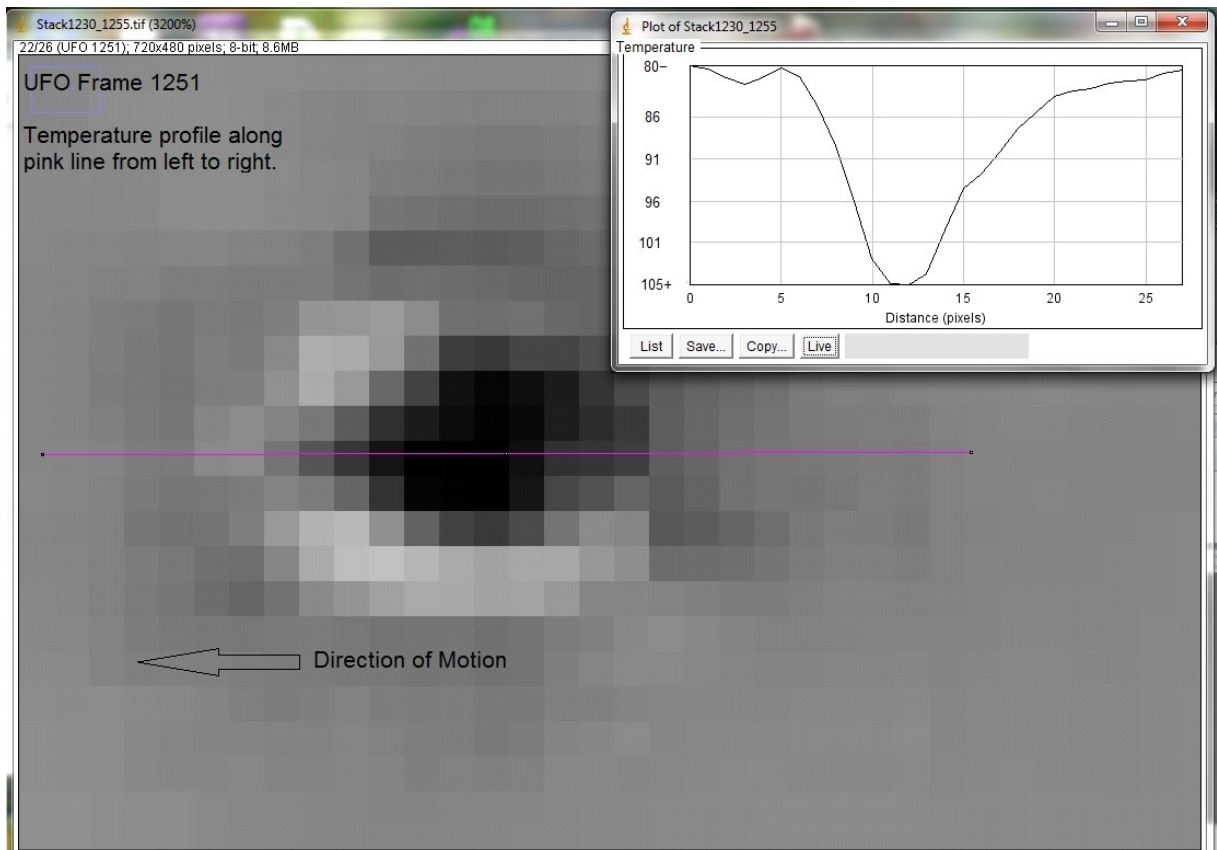 Stack1230_1255.tif (3200%)
22/26 (UFO 1251); 720x480 pixels; 8-bit; 8.6MB
UFO Frame 1251
Temperature profile along
pink line from left to right.
Direction of Motion
Plot of Stack1230_1255
Temperature
80-
86
91
96
101
105+
0 5 10 15 20 25
Distance (pixels)
List Save... Copy... Live